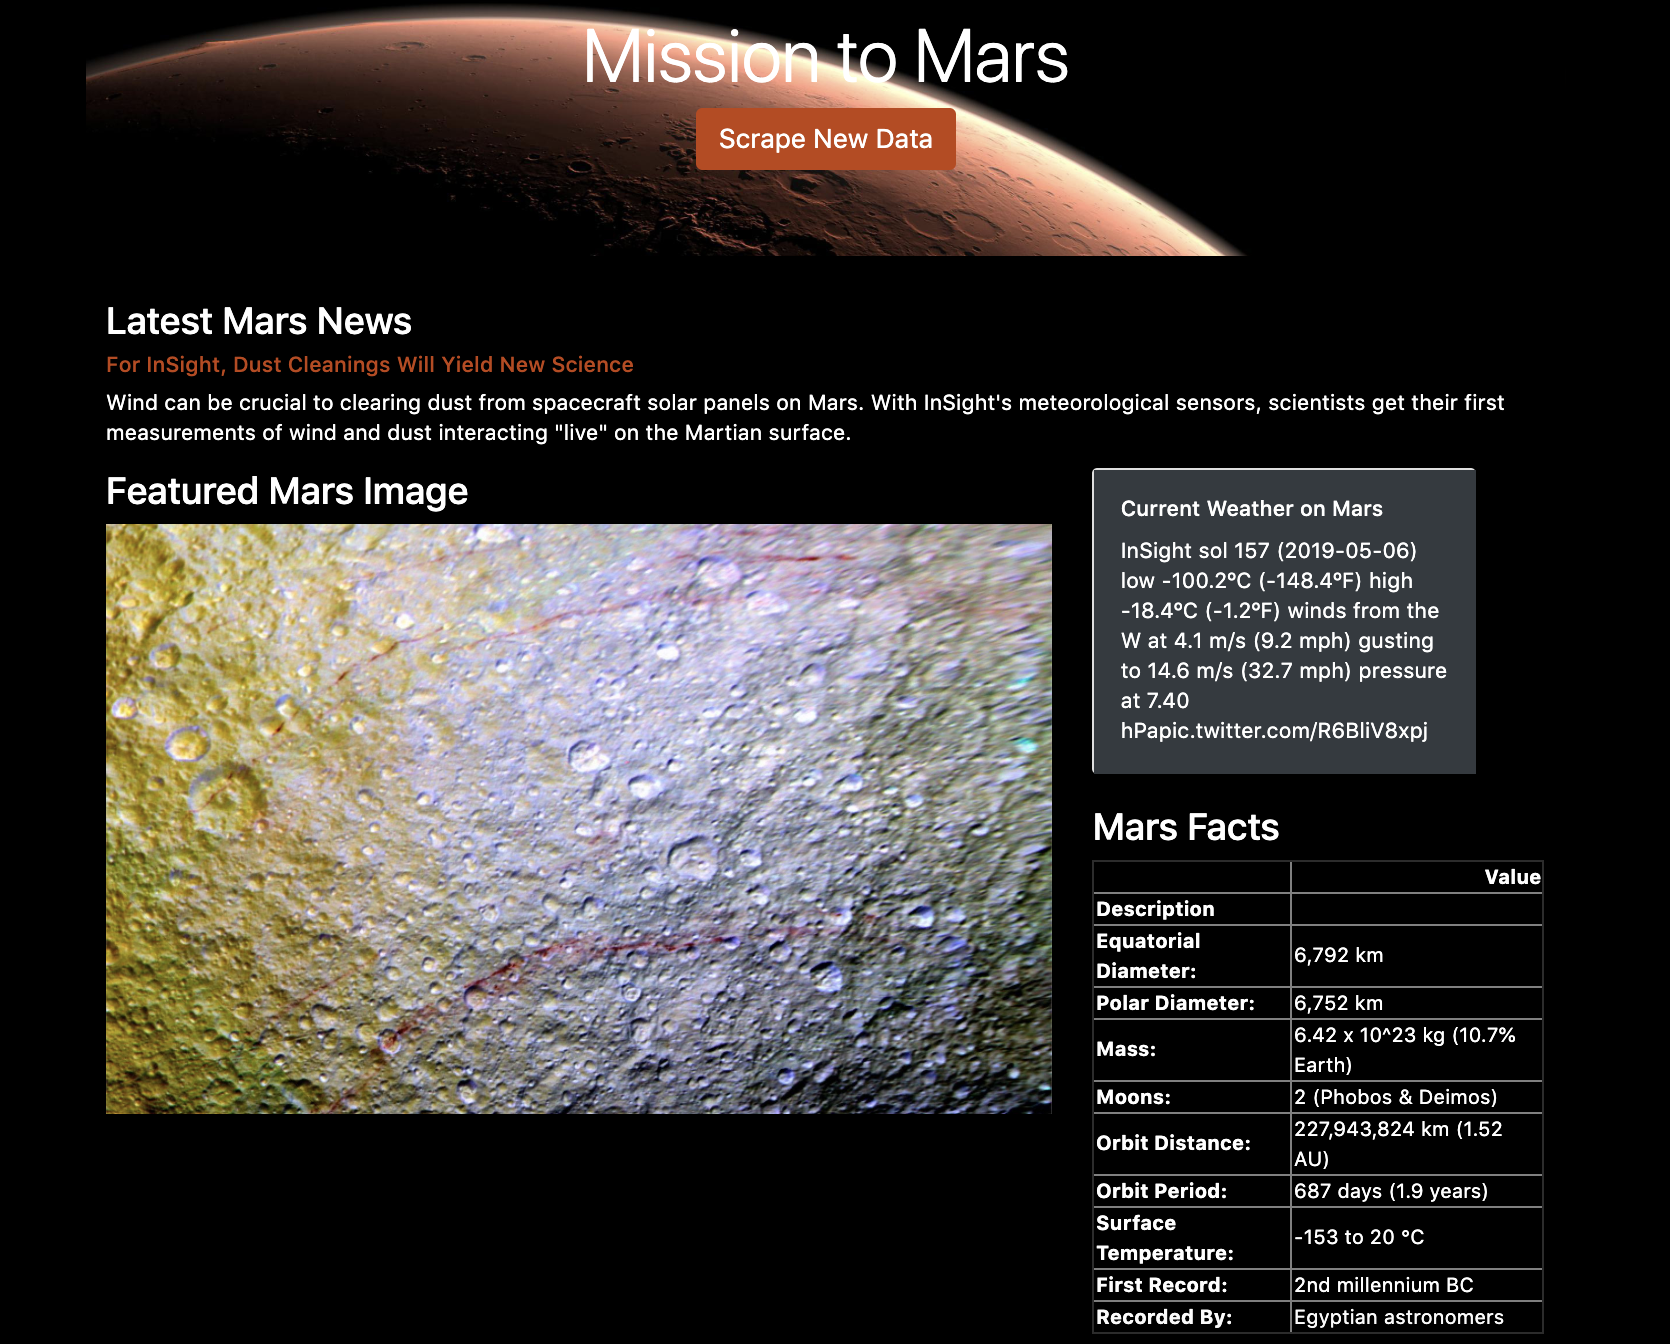 Mission to Mars
Scrape New Data
Latest Mars News
For InSight, Dust Cleanings Will Yield New Science
Wind can be crucial to clearing dust from spacecraft solar panels on Mars. With InSight's meteorological sensors, scientists get their first
measurements of wind and dust interacting "live" on the Martian surface.
Featured Mars Image
Current Weather on Mars
InSight sol 157 (2019-05-06)
low -100.2ºC (-148.4ºF) high
-18.4ºC (-1.2ºF) winds from the
W at 4.1 m/s (9.2 mph) gusting
to 14.6 m/s (32.7 mph) pressure
at 7.40
hPapic.twitter.com/R6BliV8xpj
Mars Facts
Value
Description
Equatorial
Diameter:
6,792 km
Polar Diameter: 6,752 km
Mass:
6.42 x 10^23 kg (10.7%
Earth)
Moons: 2 (Phobos & Deimos)
Orbit Distance:
227,943,824 km (1.52
AU)
Orbit Period: 687 days (1.9 years)
Surface
Temperature:
-153 to 20 °C
First Record: 2nd millennium BC
Recorded By: Egyptian astronomers